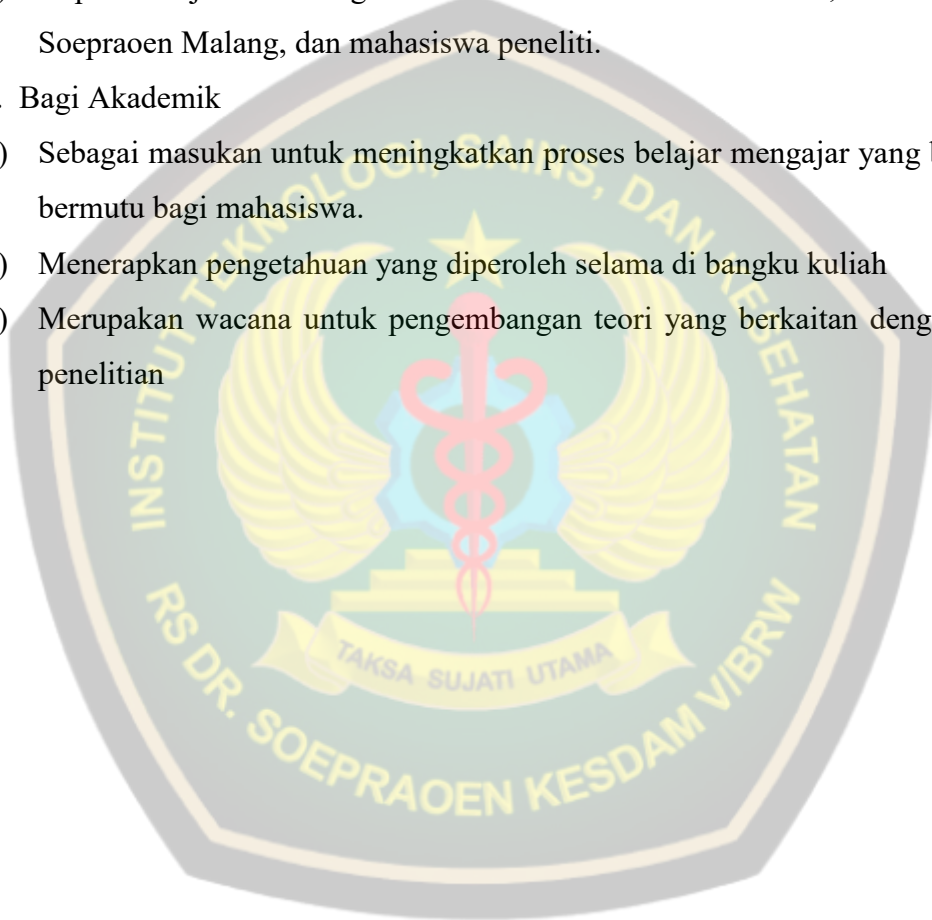 Soepraoen Malang, dan mahasiswa peneliti.
. Bagi Akademik
) Sebagai masukan untuk meningkatkan proses belajar mengajar yang
bermutu bagi mahasiswa.
) Menerapkan pengetahuan yang diperoleh selama di bangku kuliah
) Merupakan wacana untuk pengembangan teori yang berkaitan
penelitian
INSTITUT TEKNOLOGI, SAINS, DAN KESEHATAN
TAKSA SUJATI UTAMA
RS DR. SOEPRAOEN KESDAM V/BRW